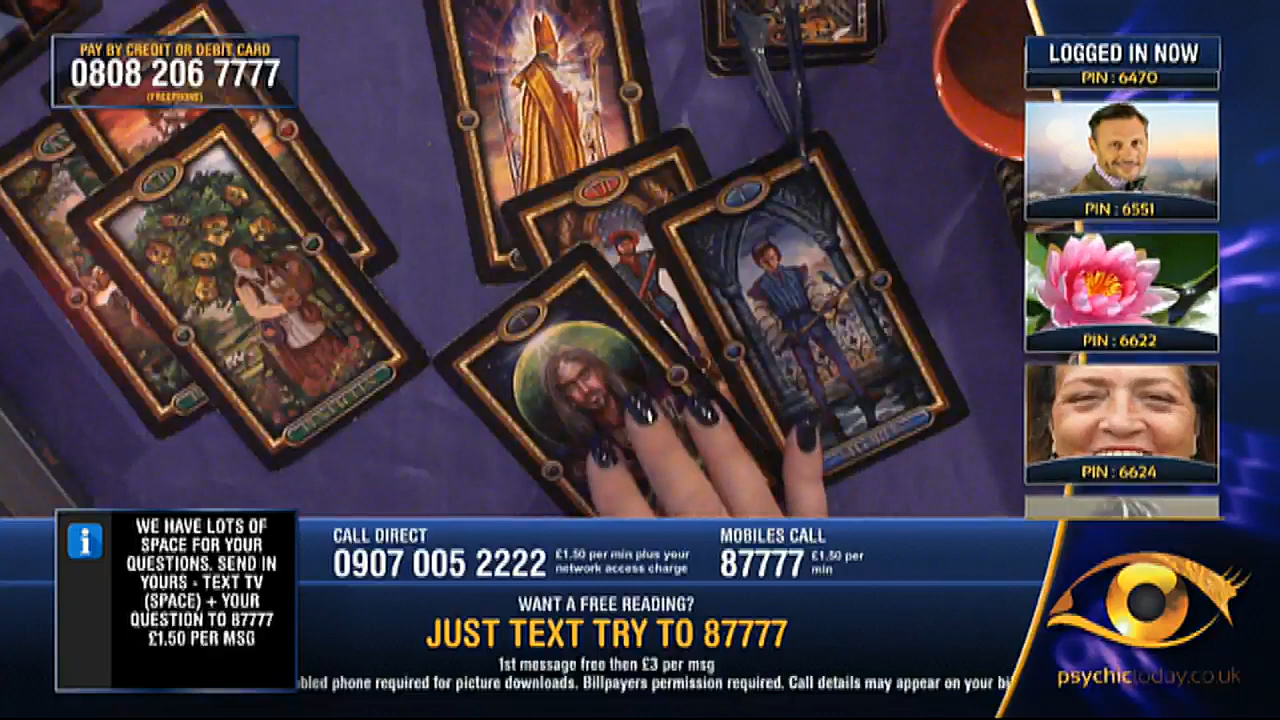 PAY BY CREDIT OR DEBIT CARD
0808 206 7777
(FREEPHONE)
LOGGED IN NOW
PIN : 6470
PIN : 6551
PIN : 6622
PIN : 6624
VII
i
WE HAVE LOTS OF
SPACE FOR YOUR
QUESTIONS. SEND IN
YOURS - TEXT TV
(SPACE) + YOUR
QUESTION TO 87777
£1.50 PER MSG
CALL DIRECT
0907 005 2222
£1.50 per min plus your
network access charge
MOBILES CALL
87777
£1.50 per
min
WANT A FREE READING?
JUST TEXT TRY TO 87777
1st message free then £3 per msg
phone required for picture downloads. Billpayers permission required. Call details may appear on your
psychictoday.co.uk